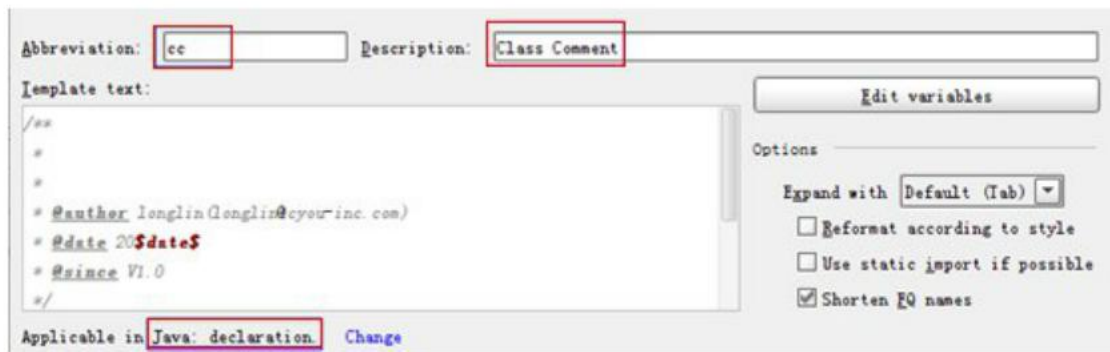 Abbreviation: cc Description: Class Comment
Template text:
Edit variables
/**
*
*
* @author longlin(longlin@cyou-inc.com)
* @date 20$date$
* @since V1.0
*/
Options
Expand with Default (Tab)
Reformat according to style
Use static import if possible
Shorten FQ names
Applicable in Java: declaration. Change